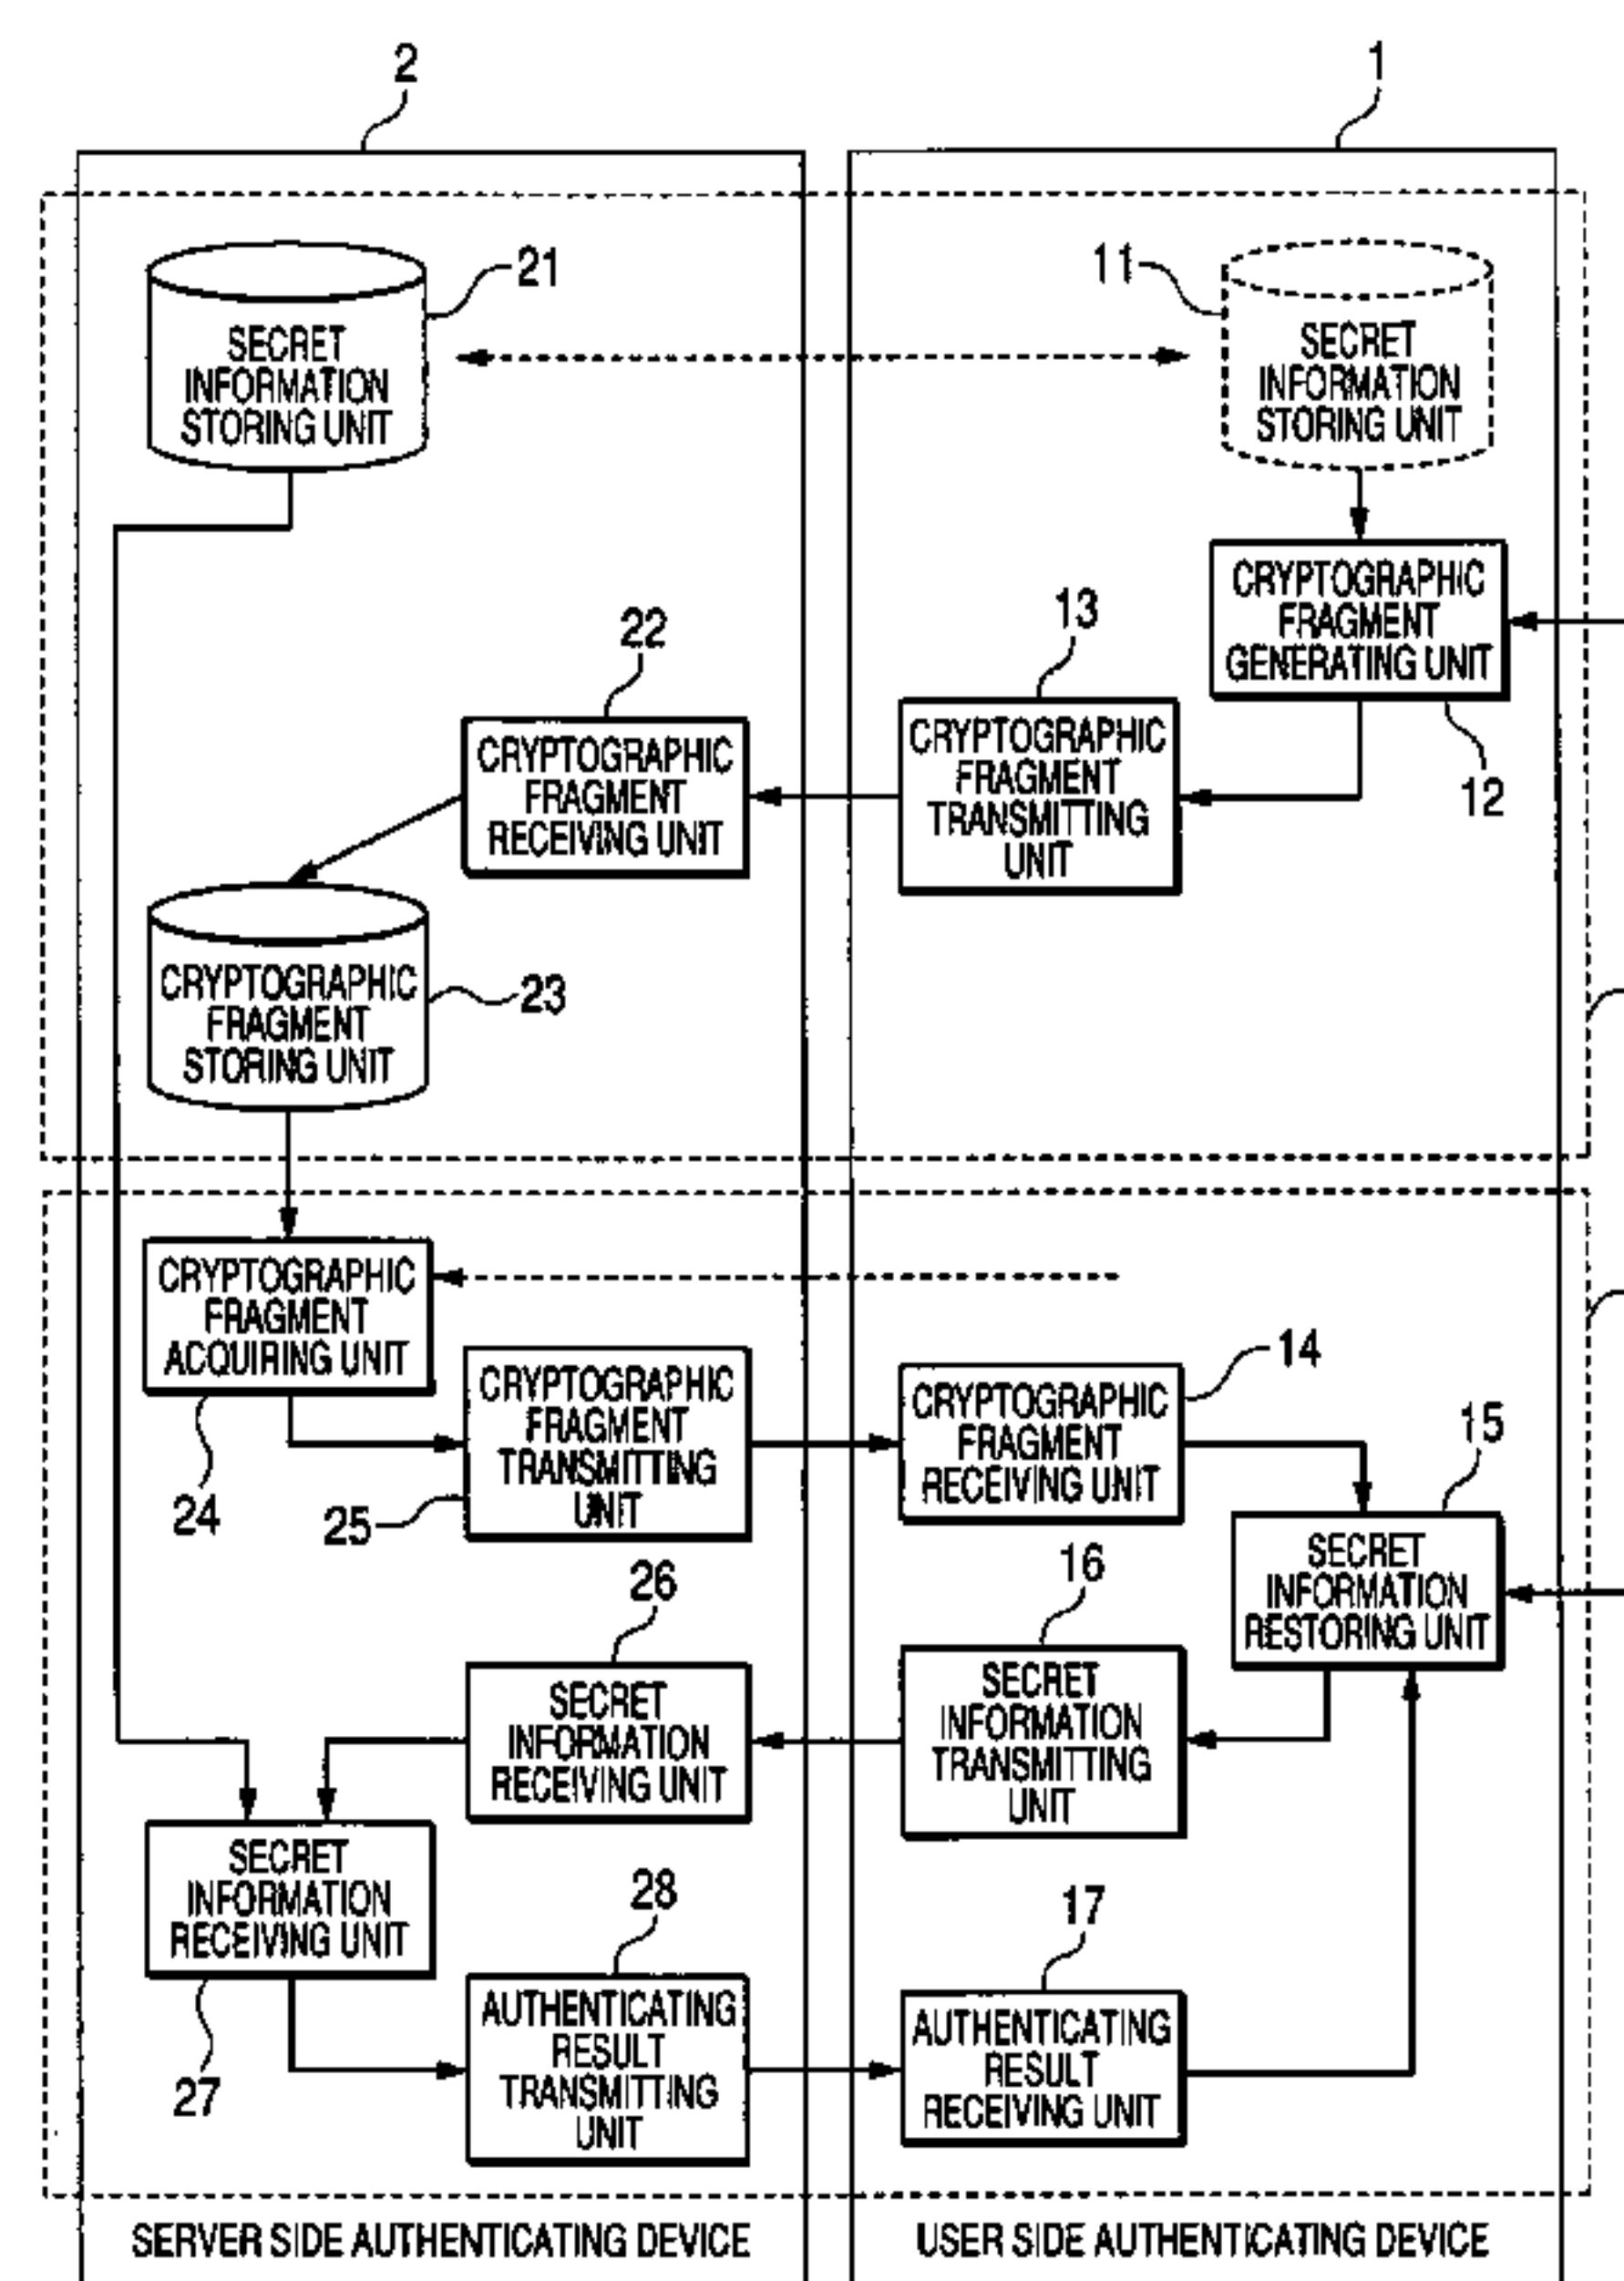 2
1
21
SECRET
INFORMATION
STORING UNIT
11
SECRET
INFORMATION
STORING UNIT
CRYPTOGRAPHIC
FRAGMENT
GENERATING UNIT
12
13
CRYPTOGRAPHIC
FRAGMENT
TRANSMITTING
UNIT
22
CRYPTOGRAPHIC
FRAGMENT
RECEIVING UNIT
CRYPTOGRAPHIC
FRAGMENT
STORING UNIT
23
CRYPTOGRAPHIC
FRAGMENT
ACQUIRING UNIT
24
CRYPTOGRAPHIC
FRAGMENT
TRANSMITTING
UNIT
25
14
CRYPTOGRAPHIC
FRAGMENT
RECEIVING UNIT
15
SECRET
INFORMATION
RESTORING UNIT
16
SECRET
INFORMATION
TRANSMITTING
UNIT
26
SECRET
INFORMATION
RECEIVING UNIT
SECRET
INFORMATION
RECEIVING UNIT
27
28
AUTHENTICATING
RESULT
TRANSMITTING
UNIT
17
AUTHENTICATING
RESULT
RECEIVING UNIT
SERVER SIDE AUTHENTICATING DEVICE
USER SIDE AUTHENTICATING DEVICE